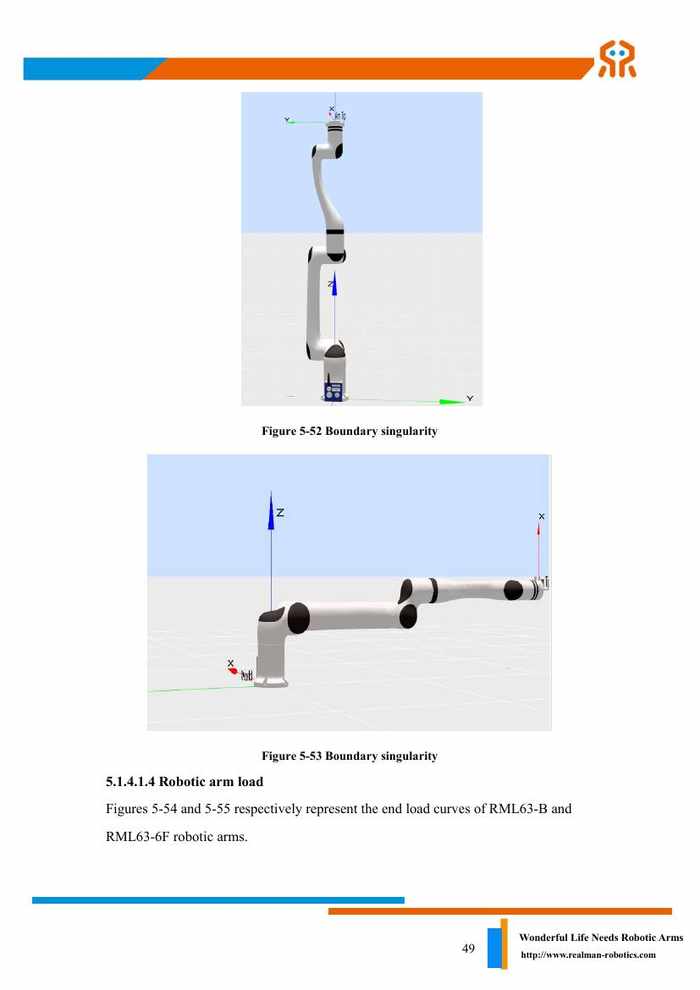 X
Y
Z
Y
Figure 5-52 Boundary singularity
Z
X
X
Figure 5-53 Boundary singularity
5.1.4.1.4 Robotic arm load
Figures 5-54 and 5-55 respectively represent the end load curves of RML63-B and
RML63-6F robotic arms.
49
Wonderful Life Needs Robotic Arms
http://www.realman-robotics.com